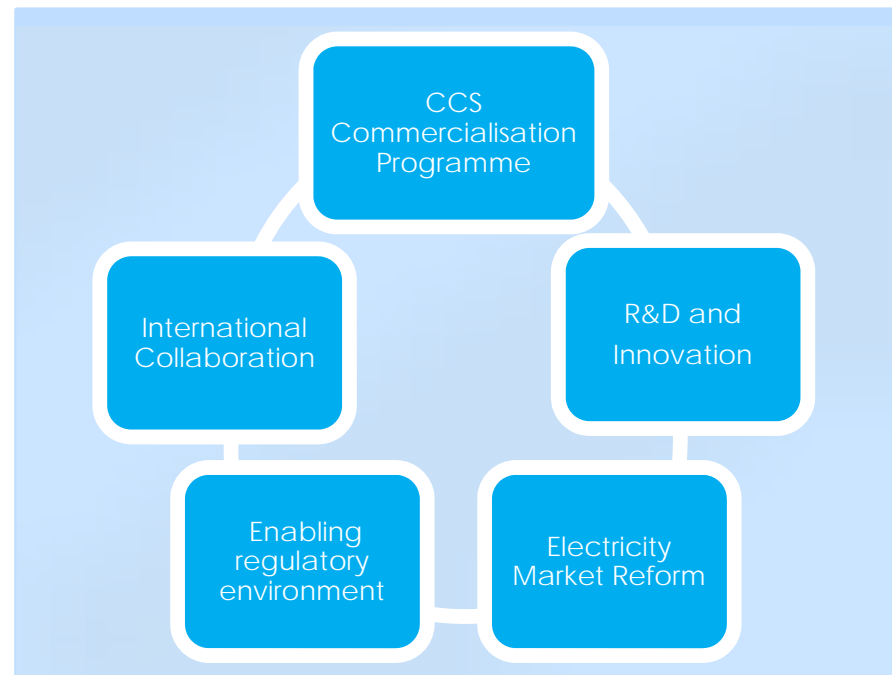 CCS
Commercialisation
Programme
R&D and
Innovation
Electricity
Market Reform
Enabling
regulatory
environment
International
Collaboration